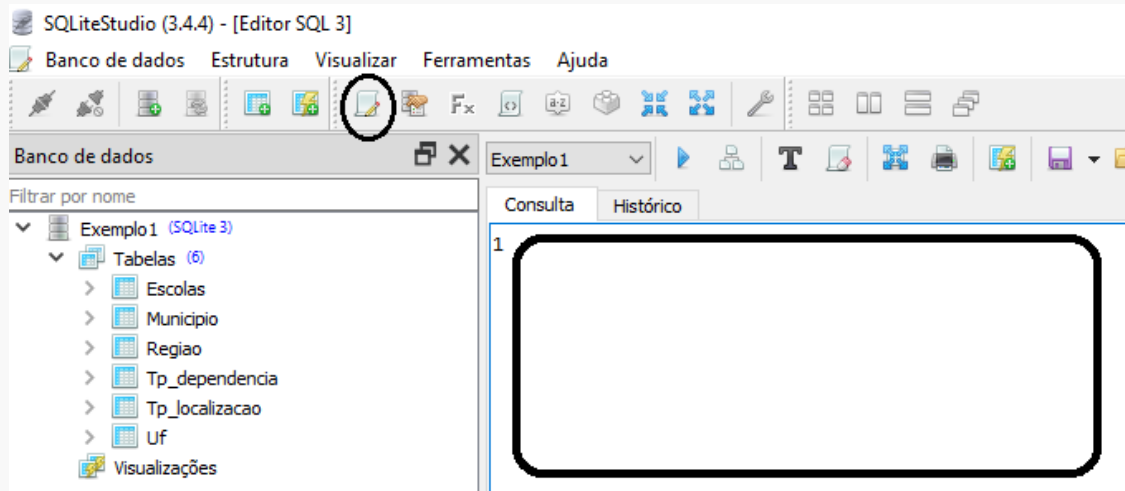 SQLiteStudio (3.4.4) - [Editor SQL 3]
Banco de dados Estrutura Visualizar Ferramentas Ajuda
Banco de dados
Filtrar por nome
Exemplo1 (SQLite 3)
Tabelas (6)
Escolas
Municipio
Regiao
Tp_dependencia
Tp_localizacao
Uf
Visualizações
Exemplo1
Consulta Histórico
1